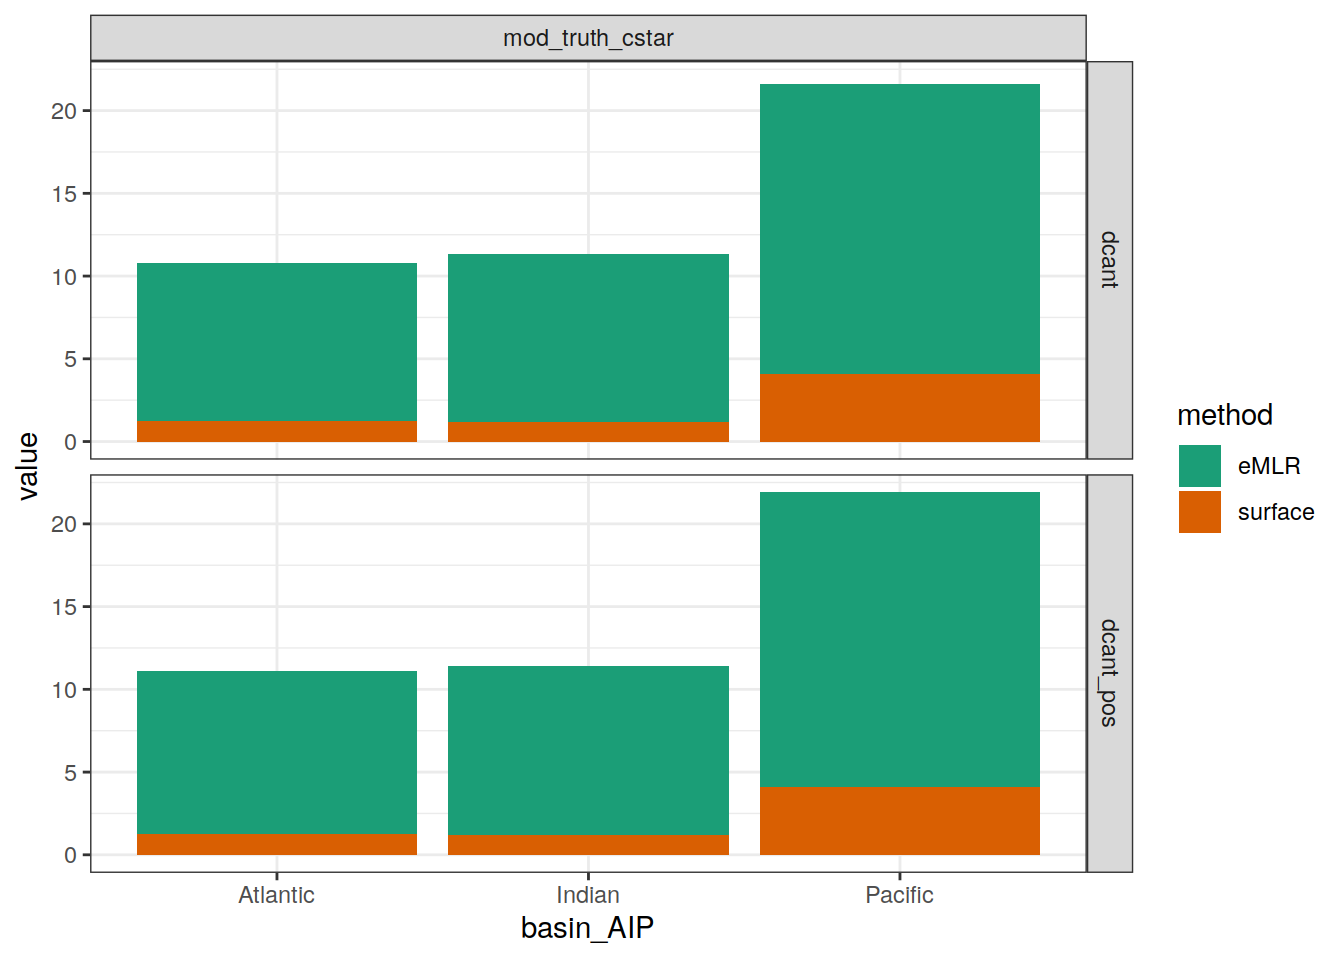 mod_truth_cstar
20
15
10
5
0
dcant
20
15
10
5
0
dcant_pos
value
Atlantic
Indian
Pacific
basin_AIP
method
eMLR
surface